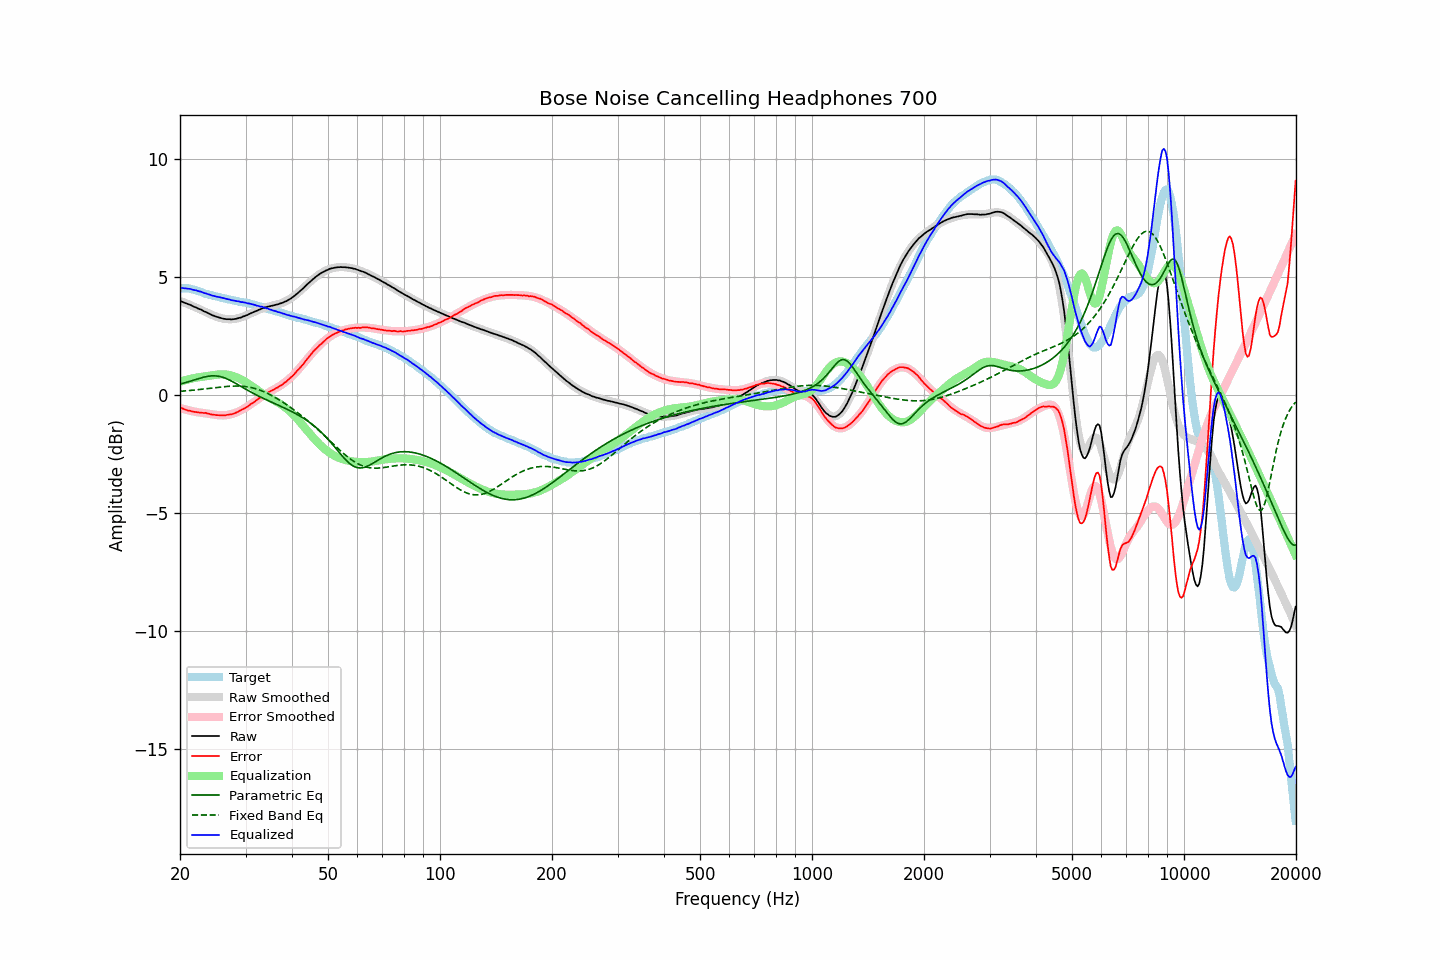 Bose Noise Cancelling Headphones 700
Amplitude (dBr)
10
5
0
−5
−10
−15
Target
Raw Smoothed
Error Smoothed
Raw
Error
Equalization
Parametric Eq
Fixed Band Eq
Equalized
20 50 100 200 500 1000 2000 5000 10000 20000
Frequency (Hz)